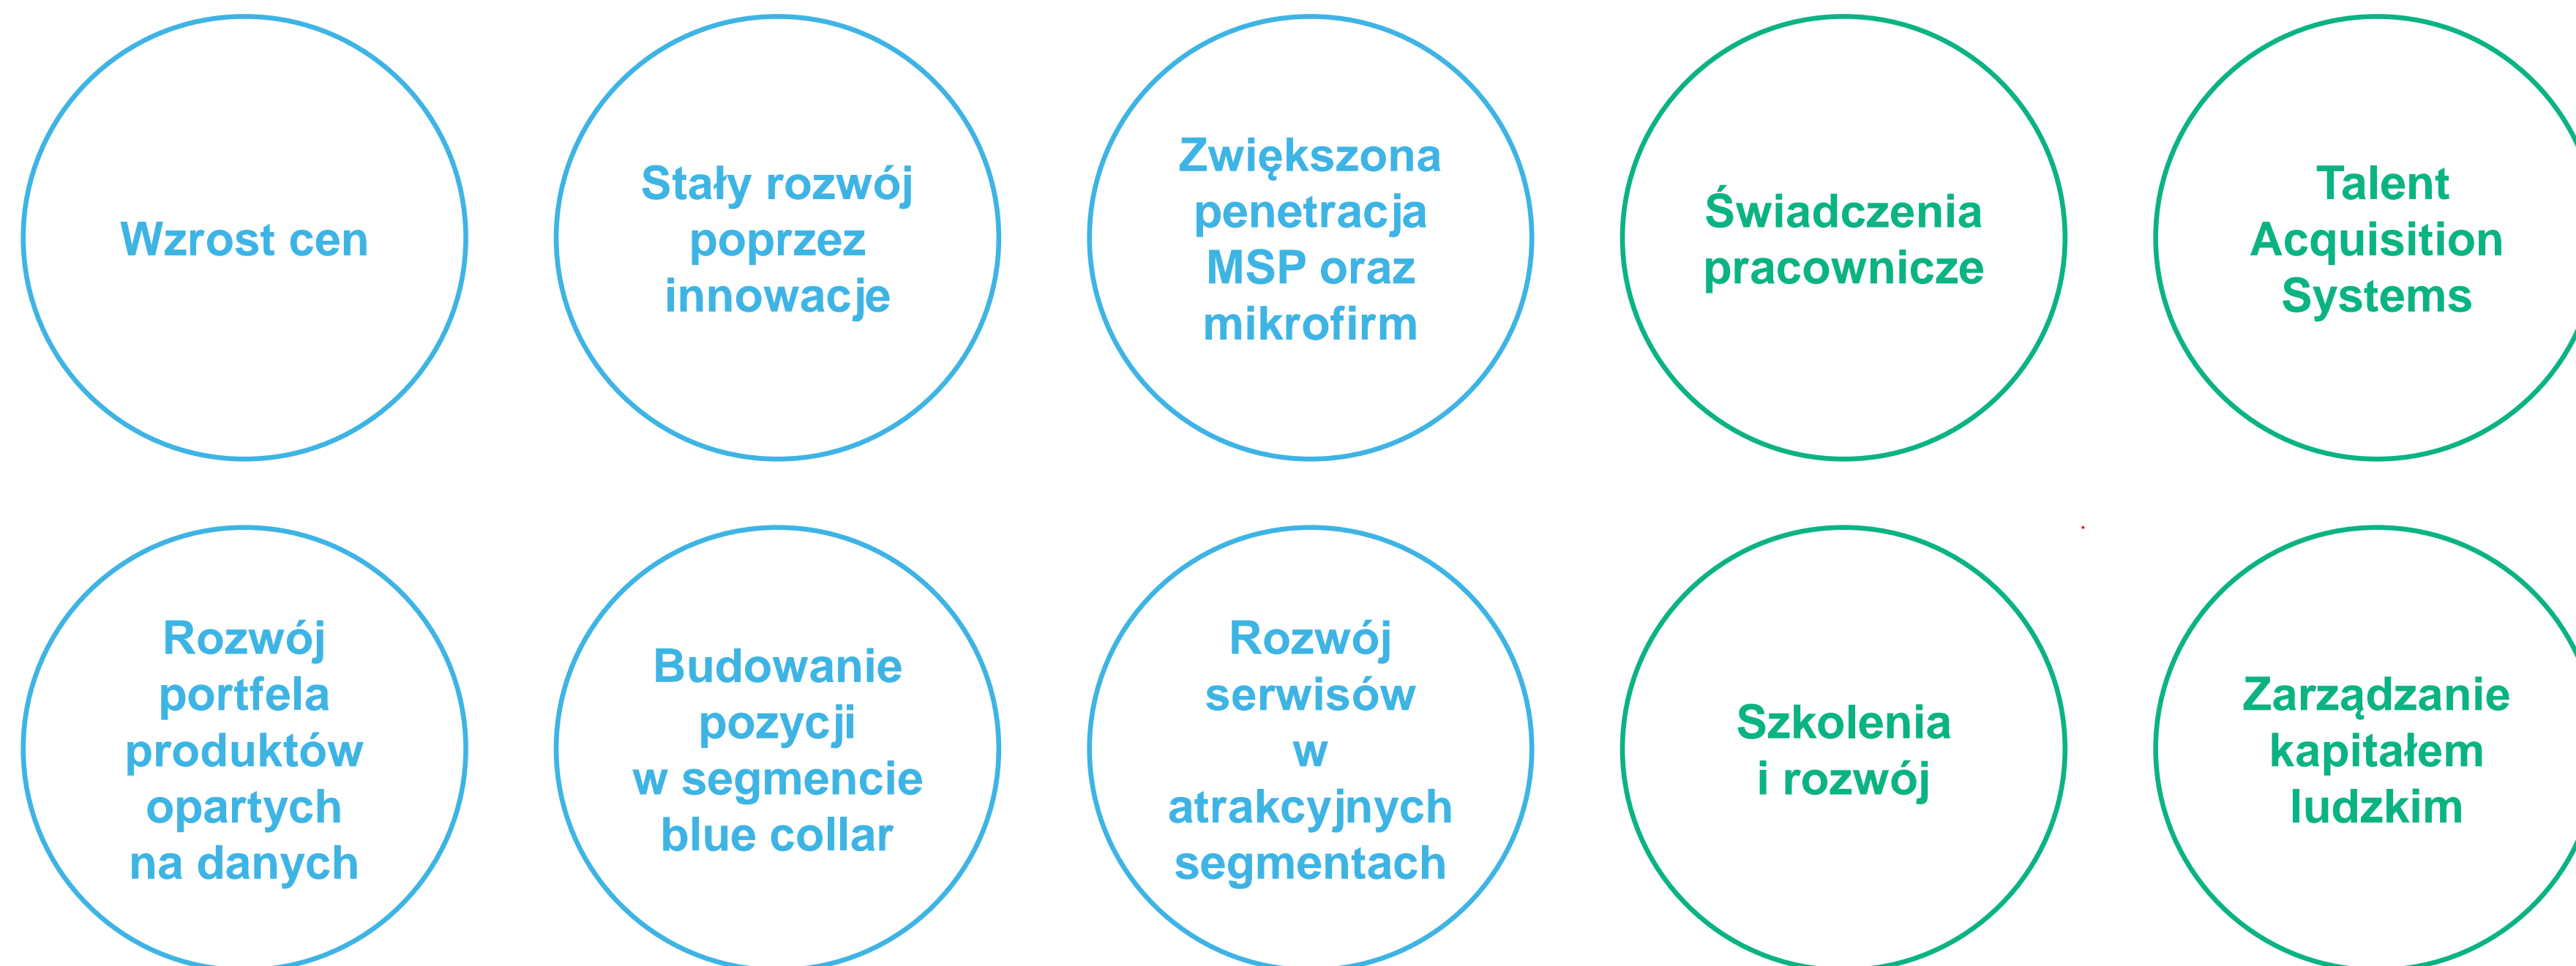 Wzrost cen
Stały rozwój
poprzez
innowacje
Zwiększona
penetracja
MSP oraz
mikrofirm
Świadczenia
pracownicze
Talent
Acquisition
Systems
Rozwój
portfela
produktów
opartych
na danych
Budowanie
pozycji
w segmencie
blue collar
Rozwój
serwisów
w
atrakcyjnych
segmentach
Szkolenia
i rozwój
Zarządzanie
kapitałem
ludzkim